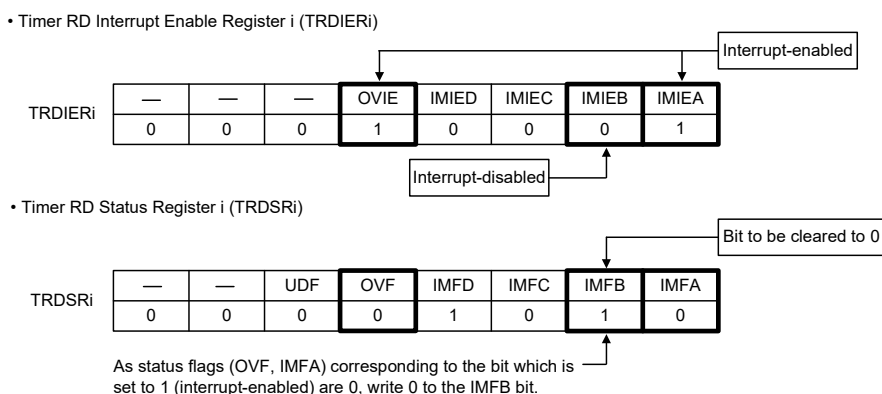 • Timer RD Interrupt Enable Register i (TRDIERi)
Interrupt-enabled
TRDIERi
— — — OVIE IMIED IMIEC IMIEB IMIEA
0 0 0 1 0 0 0 1
Interrupt-disabled
• Timer RD Status Register i (TRDSRi)
Bit to be cleared to 0
TRDSRi
— — UDF OVF IMFD IMFC IMFB IMFA
0 0 0 0 1 0 1 0
As status flags (OVF, IMFA) corresponding to the bit which is
set to 1 (interrupt-enabled) are 0, write 0 to the IMFB bit.